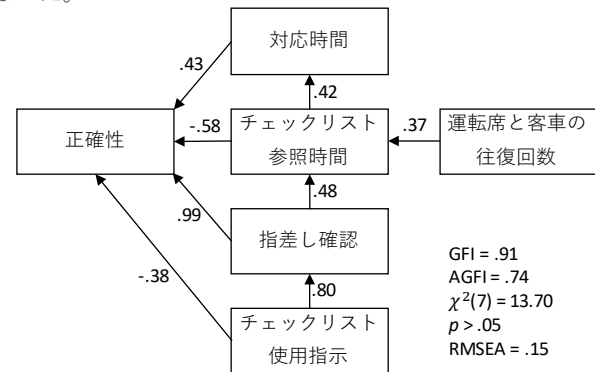 対応時間
.43
.42
正確性
-.58
チェックリスト
参照時間
.37
運転席と客車の
往復回数
.48
.99
指差し確認
-.38
.80
チェックリスト
使用指示
GFI = .91
AGFI = .74
χ²(7) = 13.70
p > .05
RMSEA = .15